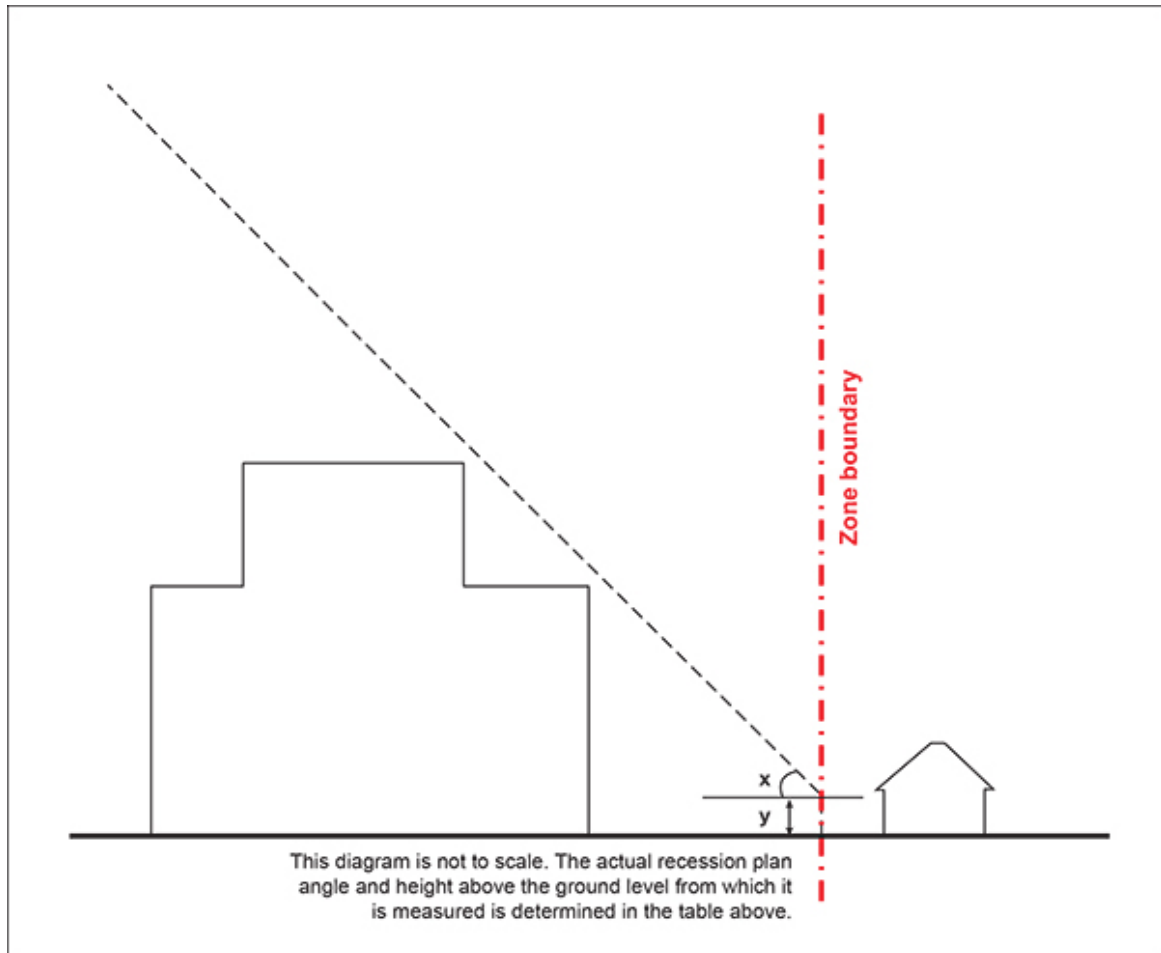 Zone boundary
x
y
This diagram is not to scale. The actual recession plan
angle and height above the ground level from which it
is measured is determined in the table above.